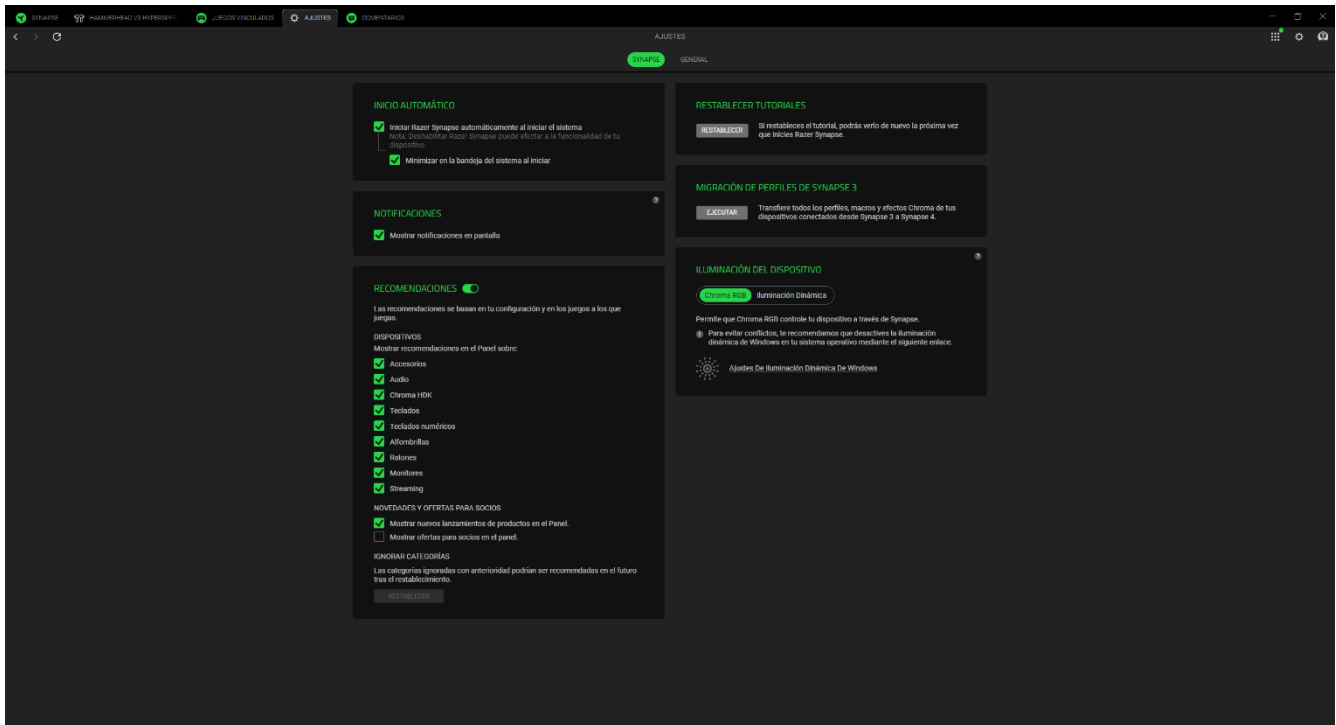 SYNAPSE
HAMMERHEAD V3 HYPERSPE
JUEGOS VINCULADOS
AJUSTES
COMENTARIOS
AJUSTES
SYNAPSE
GENERAL
INICIO AUTOMÁTICO
Iniciar Razer Synapse automáticamente al iniciar el sistema
Nota: Deshabilitar Razer Synapse puede afectar a la funcionalidad de tu
dispositivo.
Minimizar en la bandeja del sistema al iniciar
NOTIFICACIONES
Mostrar notificaciones en pantalla
RECOMENDACIONES
Las recomendaciones se basan en tu configuración y en los juegos a los que
juegas.
DISPOSITIVOS
Mostrar recomendaciones en el Panel sobre:
Accesorios
Audio
Chroma HDK
Teclados
Teclados numéricos
Alfombrillas
Ratones
Monitores
Streaming
NOVEDADES Y OFERTAS PARA SOCIOS
Mostrar nuevos lanzamientos de productos en el Panel.
Mostrar ofertas para socios en el panel.
IGNORAR CATEGORÍAS
Las categorías ignoradas con anterioridad podrían ser recomendadas en el futuro
tras el restablecimiento.
RESTABLECER
RESTABLECER TUTORIALES
RESTABLECER
Si restableces el tutorial, podrás verlo de nuevo la próxima vez
que inicies Razer Synapse.
MIGRACIÓN DE PERFILES DE SYNAPSE 3
EJECUTAR
Transfiere todos los perfiles, macros y efectos Chroma de tus
dispositivos conectados desde Synapse 3 a Synapse 4.
ILUMINACIÓN DEL DISPOSITIVO
Chroma RGB
Iluminación Dinámica
Permite que Chroma RGB controle tu dispositivo a través de Synapse.
Para evitar conflictos, te recomendamos que desactives la iluminación
dinámica de Windows en tu sistema operativo mediante el siguiente enlace.
Ajustes De Iluminación Dinámica De Windows